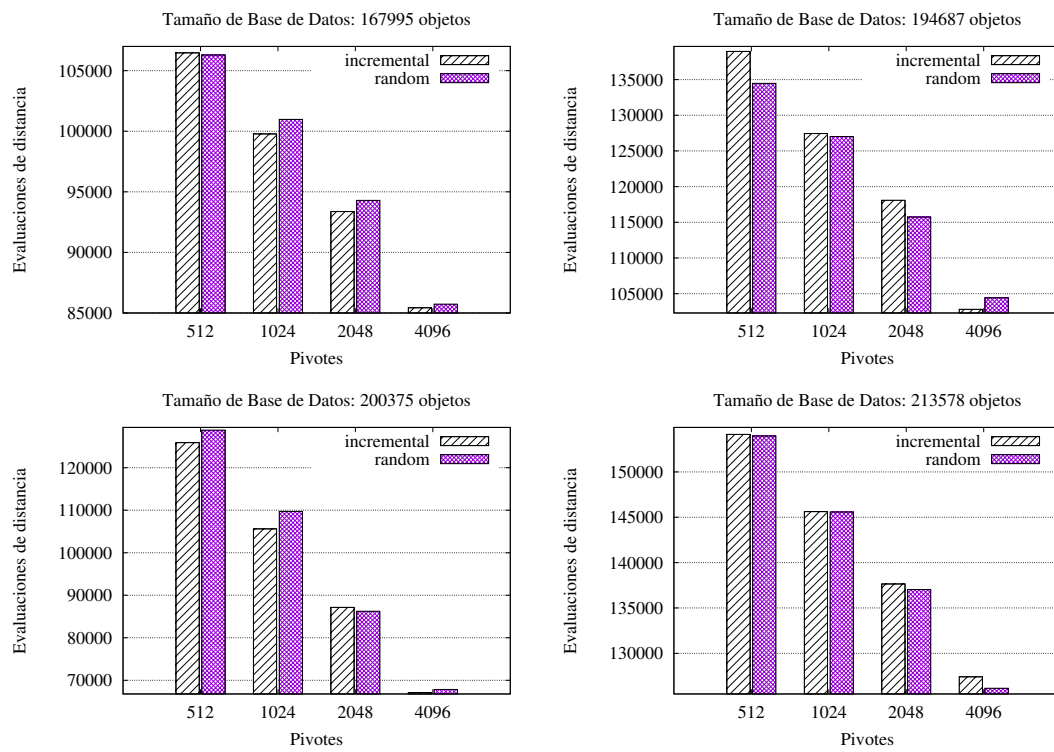 Tamaño de Base de Datos: 167995 objetos
incremental
random
Evaluaciones de distancia
105000
100000
95000
90000
85000
512 1024 2048 4096
Pivotes
Tamaño de Base de Datos: 194687 objetos
incremental
random
Evaluaciones de distancia
135000
130000
125000
120000
115000
110000
105000
512 1024 2048 4096
Pivotes
Tamaño de Base de Datos: 200375 objetos
incremental
random
Evaluaciones de distancia
120000
110000
100000
90000
80000
70000
512 1024 2048 4096
Pivotes
Tamaño de Base de Datos: 213578 objetos
incremental
random
Evaluaciones de distancia
150000
145000
140000
135000
130000
512 1024 2048 4096
Pivotes